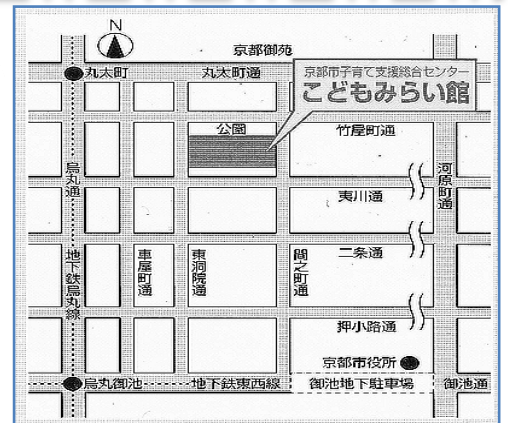 N
京都御苑
丸太町
丸太町通
京都市子育て支援総合センター
こどもみらい館
公園
竹屋町通
烏丸通
河原町通
夷川通
地下鉄烏丸線
車屋町通
東洞院通
間之町通
二条通
押小路通
京都市役所
烏丸御池
地下鉄東西線
御池地下駐車場
御池通